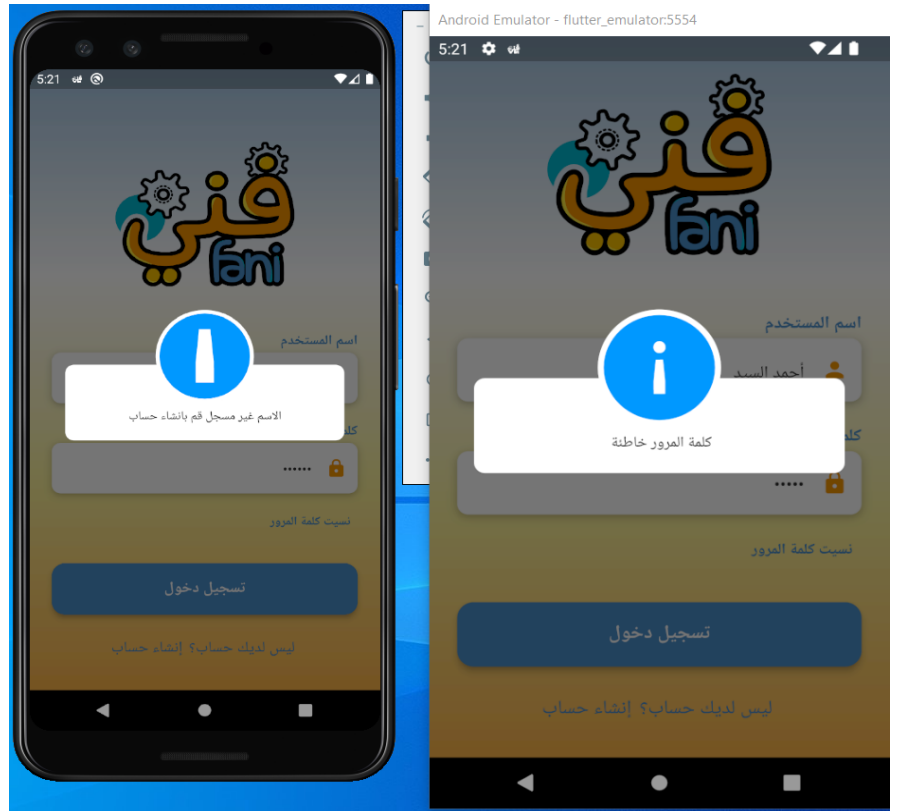 5:21
فني
fani
اسم المستخدم
الاسم غير مسجل قم بانشاء حساب
••••••
نسيت كلمة المرور
تسجيل دخول
ليس لديك حساب؟ إنشاء حساب
Android Emulator - flutter_emulator:5554
5:21
فني
fani
اسم المستخدم
أحمد السيد
كلمة المرور خاطئة
•••••
نسيت كلمة المرور
تسجيل دخول
ليس لديك حساب؟ إنشاء حساب